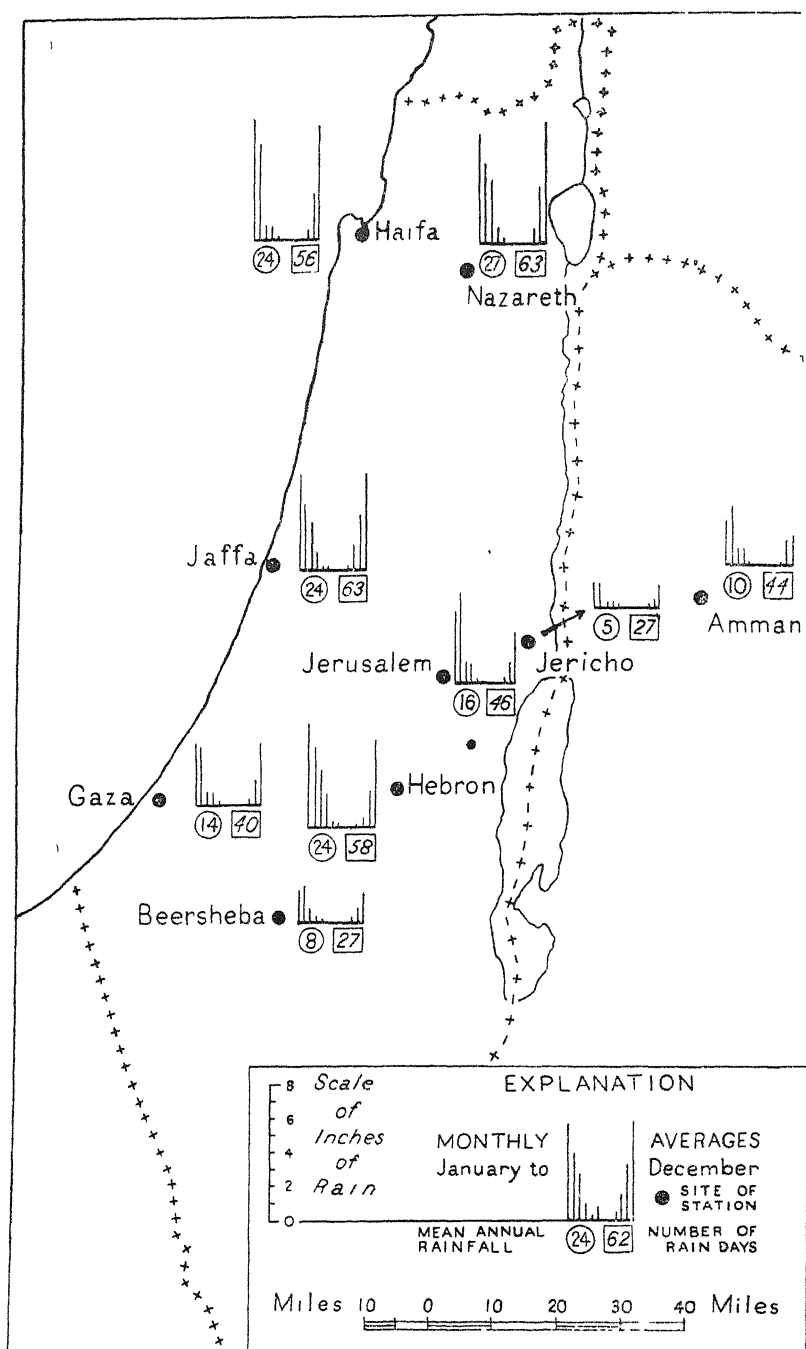 Haifa
24 56
27 63
Nazareth
Jaffa
24 63
10 44
Amman
5 27
Jericho
Jerusalem
16 46
Gaza
14 40
Hebron
24 58
Beersheba
8 27
EXPLANATION
8
6
4
2
0
Scale
of
Inches
of
Rain
MONTHLY AVERAGES
January to December
SITE OF
STATION
MEAN ANNUAL
RAINFALL
24 62
NUMBER OF
RAIN DAYS
Miles 10 0 10 20 30 40 Miles